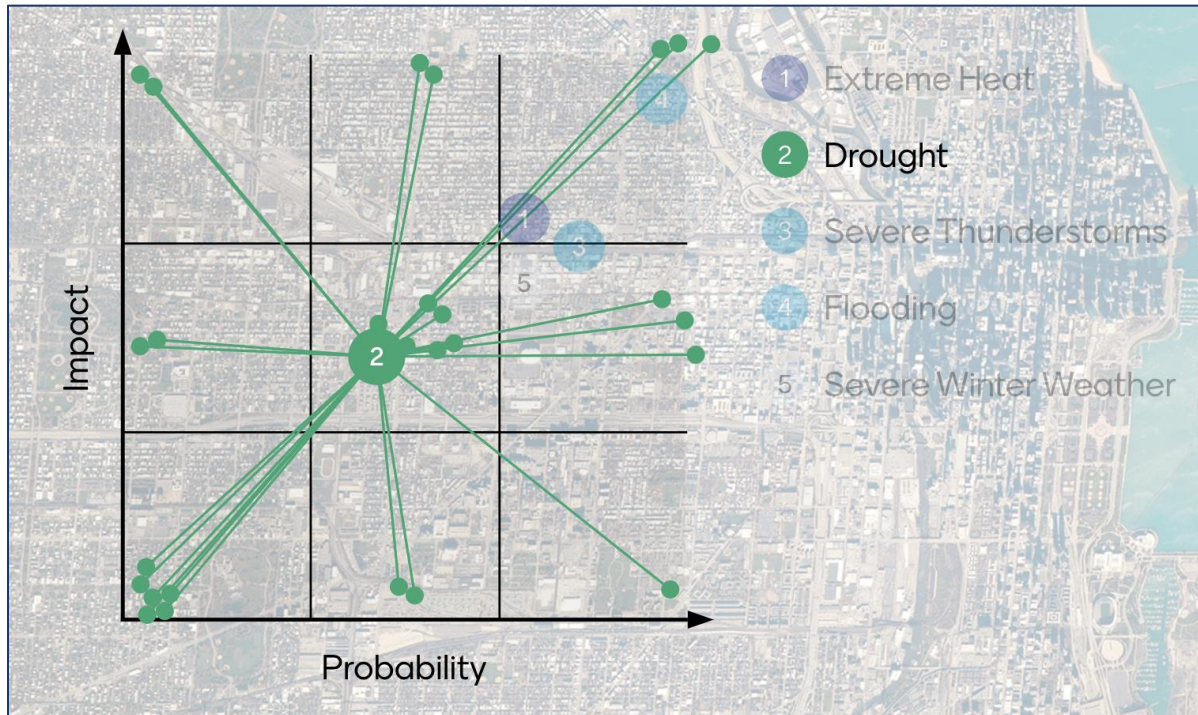 1 Extreme Heat
2 Drought
3 Severe Thunderstorms
4 Flooding
5 Severe Winter Weather
4
1
3
5
2
Impact
Probability